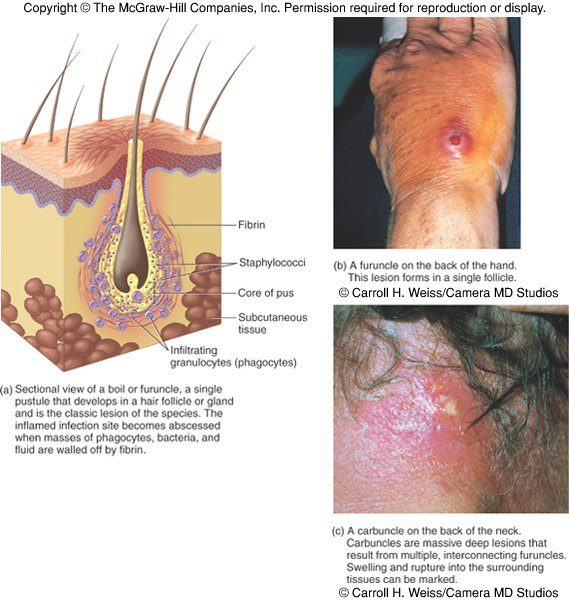 Copyright © The McGraw-Hill Companies, Inc. Permission required for reproduction or display.
Fibrin
Staphylococci
Core of pus
Subcutaneous
tissue
Infiltrating
granulocytes (phagocytes)
(a) Sectional view of a boil or furuncle, a single
pustule that develops in a hair follicle or gland
and is the classic lesion of the species. The
inflamed infection site becomes abscessed
when masses of phagocytes, bacteria, and
fluid are walled off by fibrin.
(b) A furuncle on the back of the hand.
This lesion forms in a single follicle.
© Carroll H. Weiss/Camera MD Studios
(c) A carbuncle on the back of the neck.
Carbuncles are massive deep lesions that
result from multiple, interconnecting furuncles.
Swelling and rupture into the surrounding
tissues can be marked.
© Carroll H. Weiss/Camera MD Studios